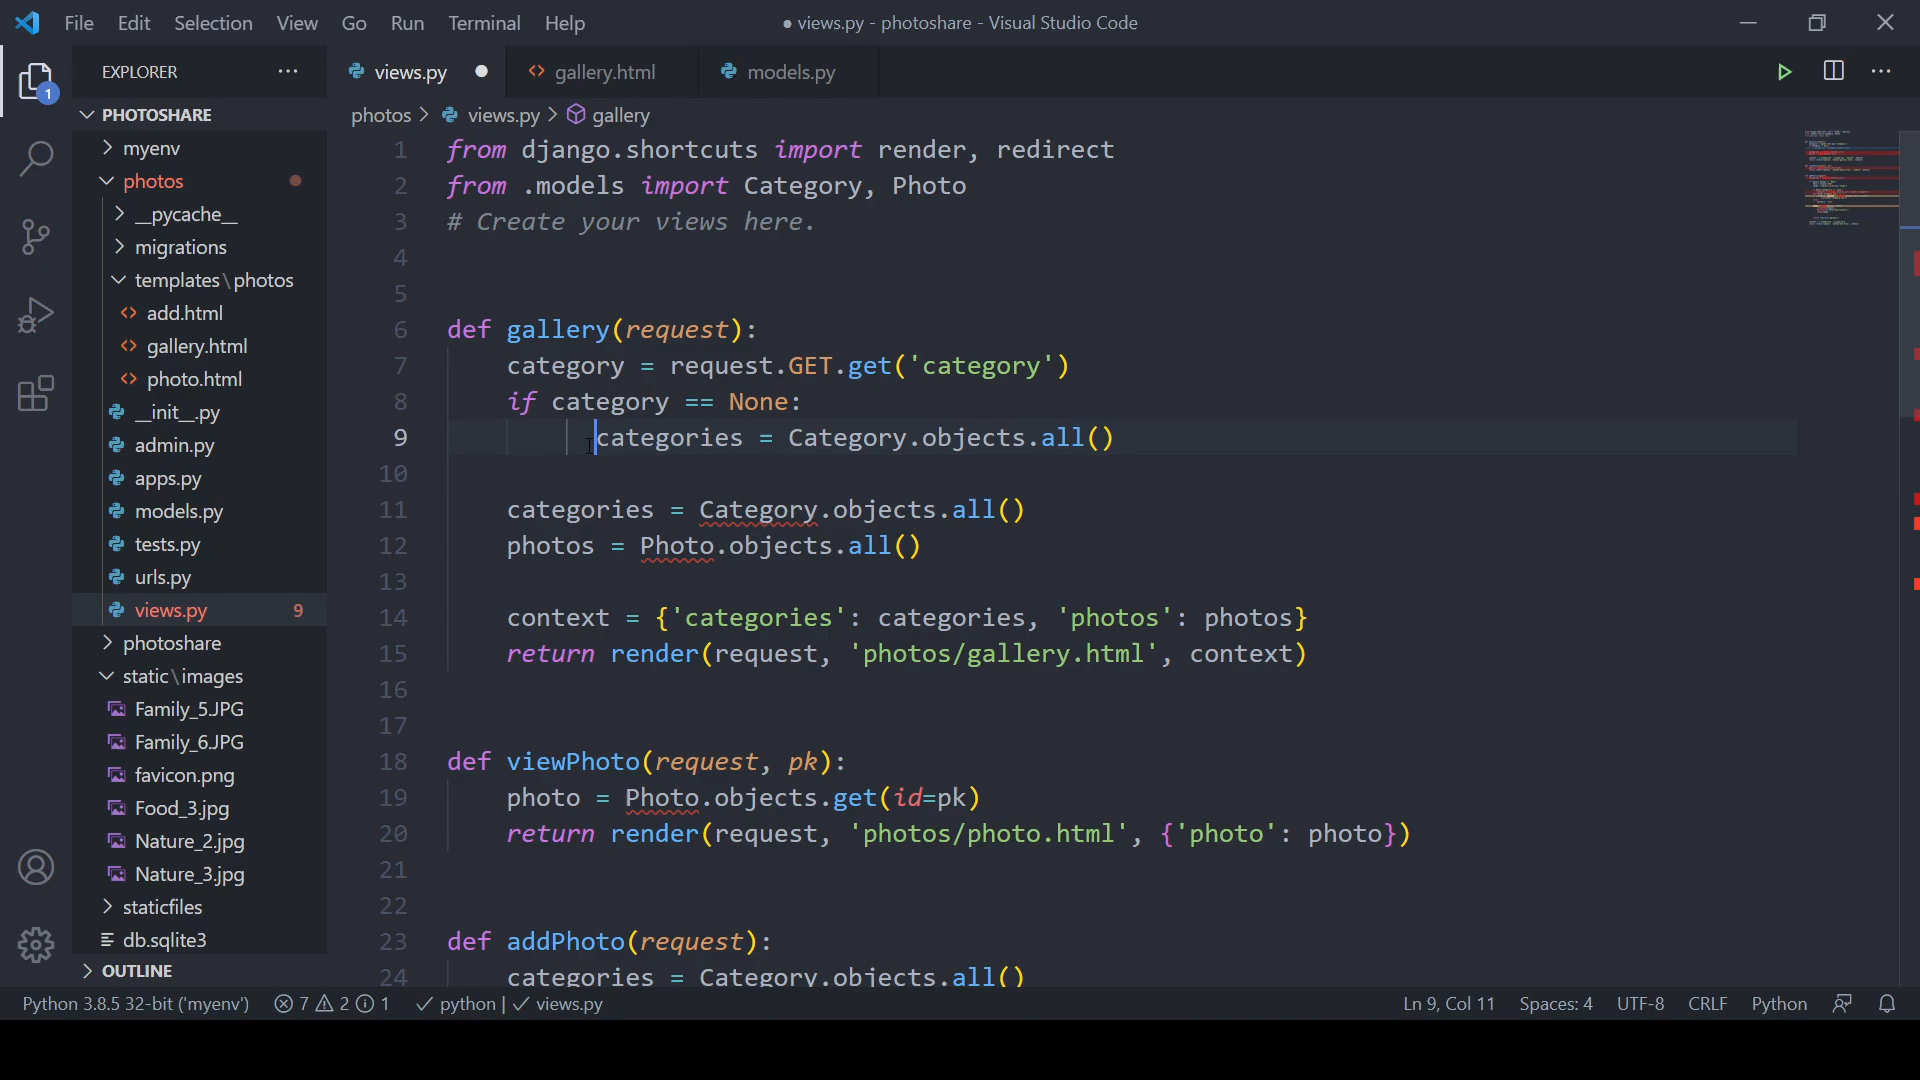 File Edit Selection View Go Run Terminal Help
● views.py - photoshare - Visual Studio Code
EXPLORER
views.py
gallery.html
models.py
1
PHOTOSHARE
myenv
photos
__pycache__
migrations
templates\photos
add.html
gallery.html
photo.html
__init__.py
admin.py
apps.py
models.py
tests.py
urls.py
views.py 9
photoshare
static\images
Family_5.JPG
Family_6.JPG
favicon.png
Food_3.jpg
Nature_2.jpg
Nature_3.jpg
staticfiles
db.sqlite3
OUTLINE
photos > views.py > gallery
1 from django.shortcuts import render, redirect
2 from .models import Category, Photo
3 # Create your views here.
4
5
6 def gallery(request):
7     category = request.GET.get('category')
8     if category == None:
9           categories = Category.objects.all()
10
11     categories = Category.objects.all()
12     photos = Photo.objects.all()
13
14     context = {'categories': categories, 'photos': photos}
15     return render(request, 'photos/gallery.html', context)
16
17
18 def viewPhoto(request, pk):
19     photo = Photo.objects.get(id=pk)
20     return render(request, 'photos/photo.html', {'photo': photo})
21
22
23 def addPhoto(request):
24     categories = Category.objects.all()
Python 3.8.5 32-bit ('myenv') 7 2 1 ✓ python | ✓ views.py
Ln 9, Col 11 Spaces: 4 UTF-8 CRLF Python